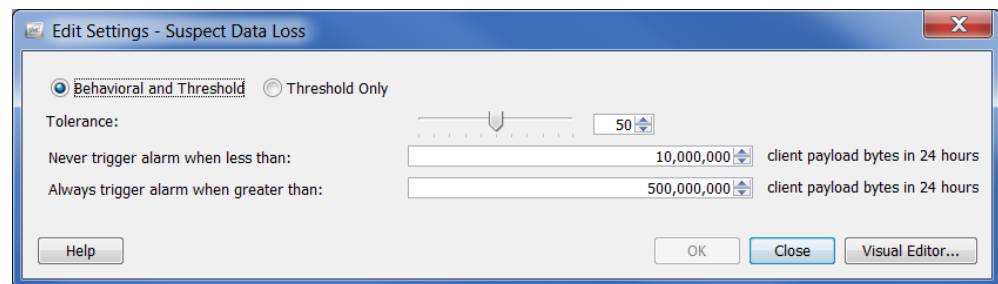 Edit Settings - Suspect Data Loss
X
Behavioral and Threshold Threshold Only
Tolerance: 50
Never trigger alarm when less than: 10,000,000 client payload bytes in 24 hours
Always trigger alarm when greater than: 500,000,000 client payload bytes in 24 hours
Help OK Close Visual Editor...